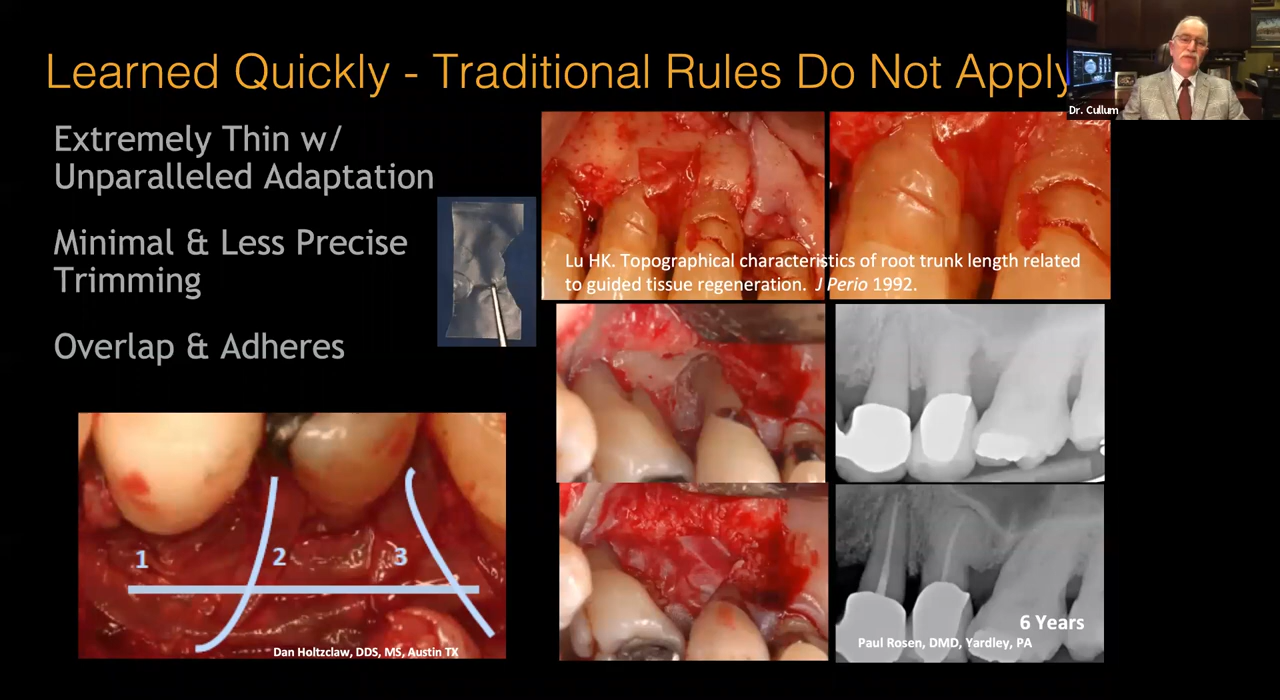 Learned Quickly - Traditional Rules Do Not Apply
Dr. Cullum
Extremely Thin w/
Unparalleled Adaptation
Minimal & Less Precise
Trimming
Overlap & Adheres
Lu HK. Topographical characteristics of root trunk length related
to guided tissue regeneration. J Perio 1992.
1
2
3
Dan Holtzclaw, DDS, MS, Austin TX
6 Years
Paul Rosen, DMD, Yardley, PA